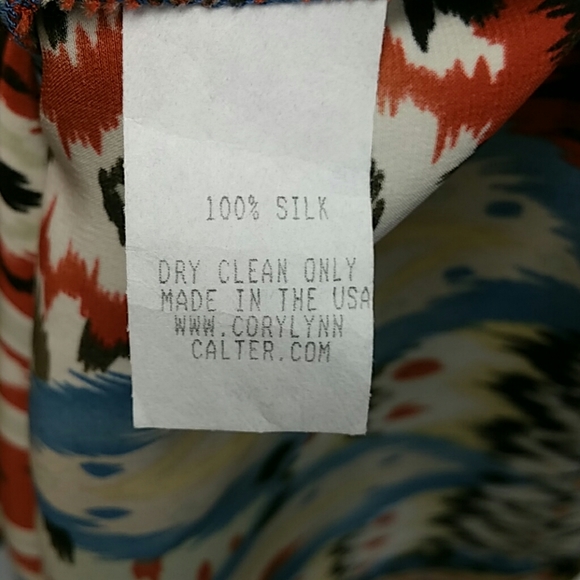 100% SILK
DRY CLEAN ONLY
MADE IN THE USA
WWW.CORYLYNN
CALTER.COM